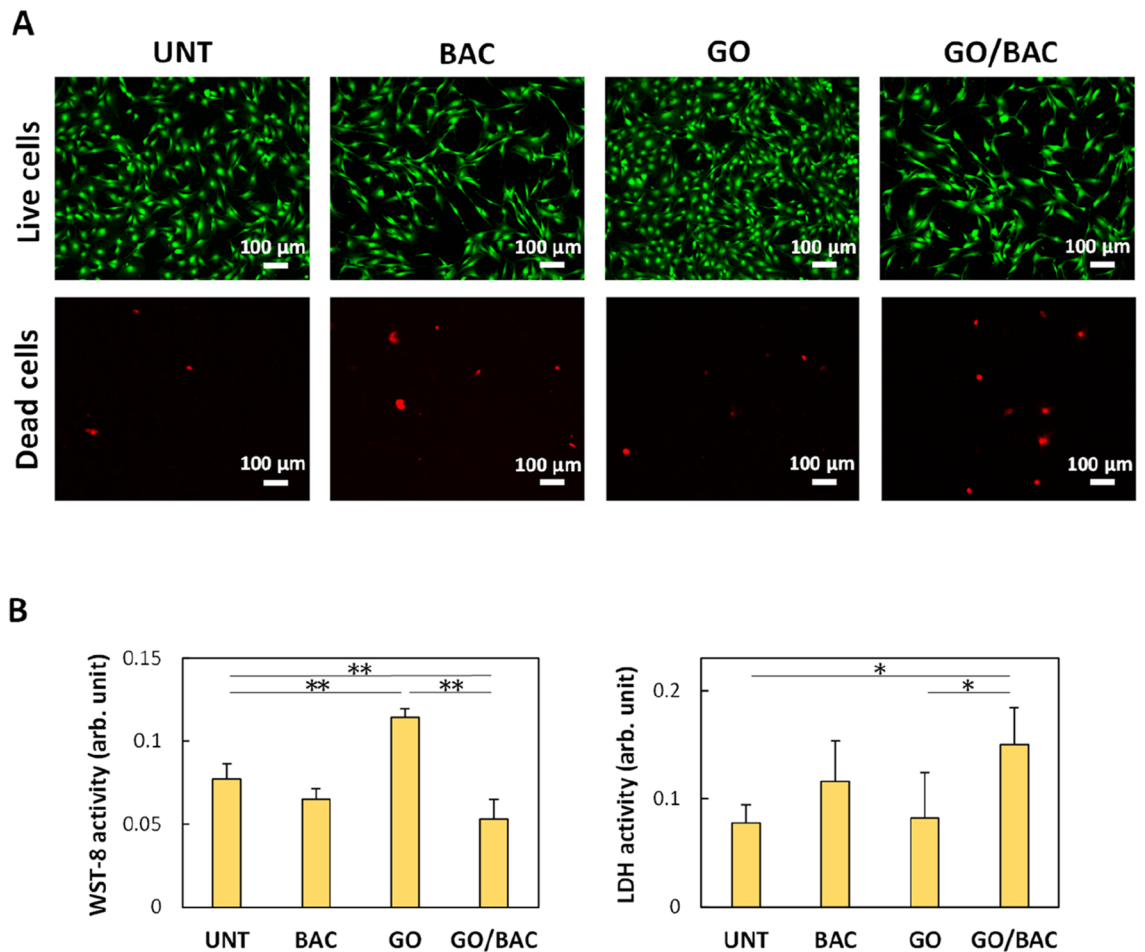 A
UNT BAC GO GO/BAC
Live cells
100 μm 100 μm 100 μm 100 μm
Dead cells
100 μm 100 μm 100 μm 100 μm
B
WST-8 activity (arb. unit)
0.15
0.1
0.05
0
**
** **
UNT BAC GO GO/BAC
LDH activity (arb. unit)
0.2
0.1
0
*
*
UNT BAC GO GO/BAC